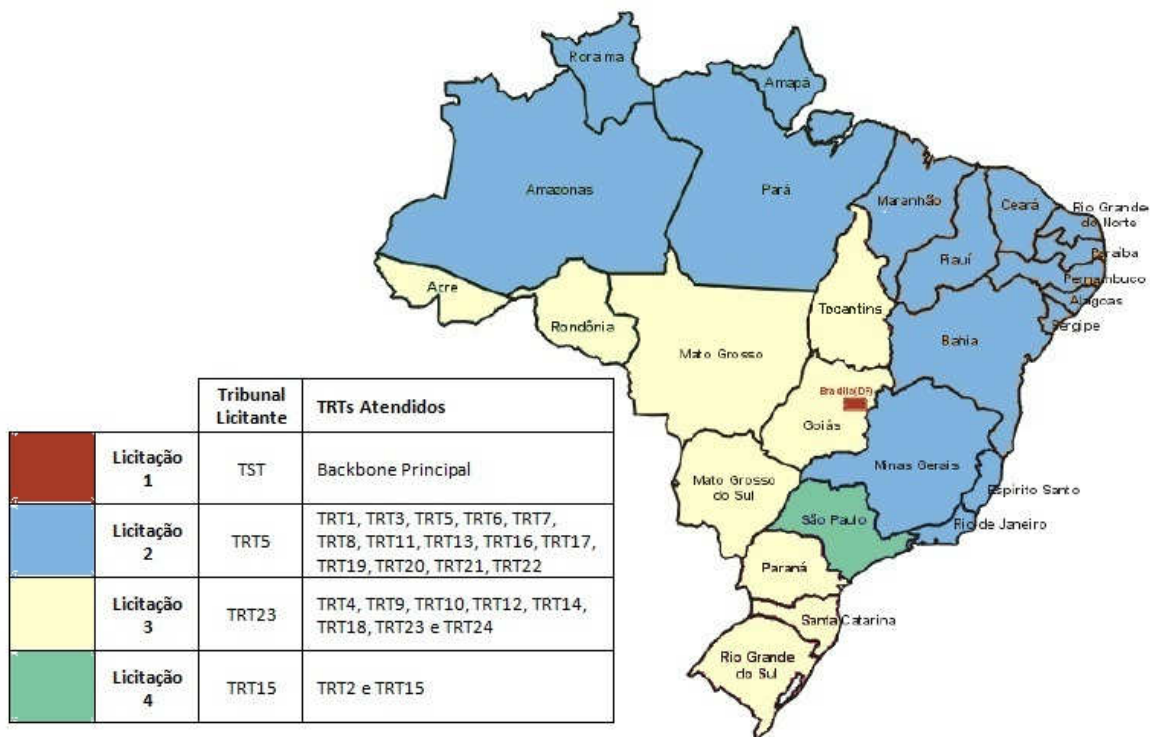 Roraima
Amapá
Amazonas
Pará
Maranhão
Ceará
Rio Grande
do Norte
Paraíba
Piauí
Pernambuco
Acre
Alagoas
Tocantins
Sergipe
Rondônia
Bahia
Mato Grosso
Brasília(DF)
Goiás
Minas Gerais
Mato Grosso
do Sul
Espírito Santo
São Paulo
Rio de Janeiro
Paraná
Santa Catarina
Rio Grande
do Sul
Tribunal
Licitante
TRTs Atendidos
Licitação
1
TST
Backbone Principal
Licitação
2
TRT5
TRT1, TRT3, TRT5, TRT6, TRT7,
TRT8, TRT11, TRT13, TRT16, TRT17,
TRT19, TRT20, TRT21, TRT22
Licitação
3
TRT23
TRT4, TRT9, TRT10, TRT12, TRT14,
TRT18, TRT23 e TRT24
Licitação
4
TRT15
TRT2 e TRT15